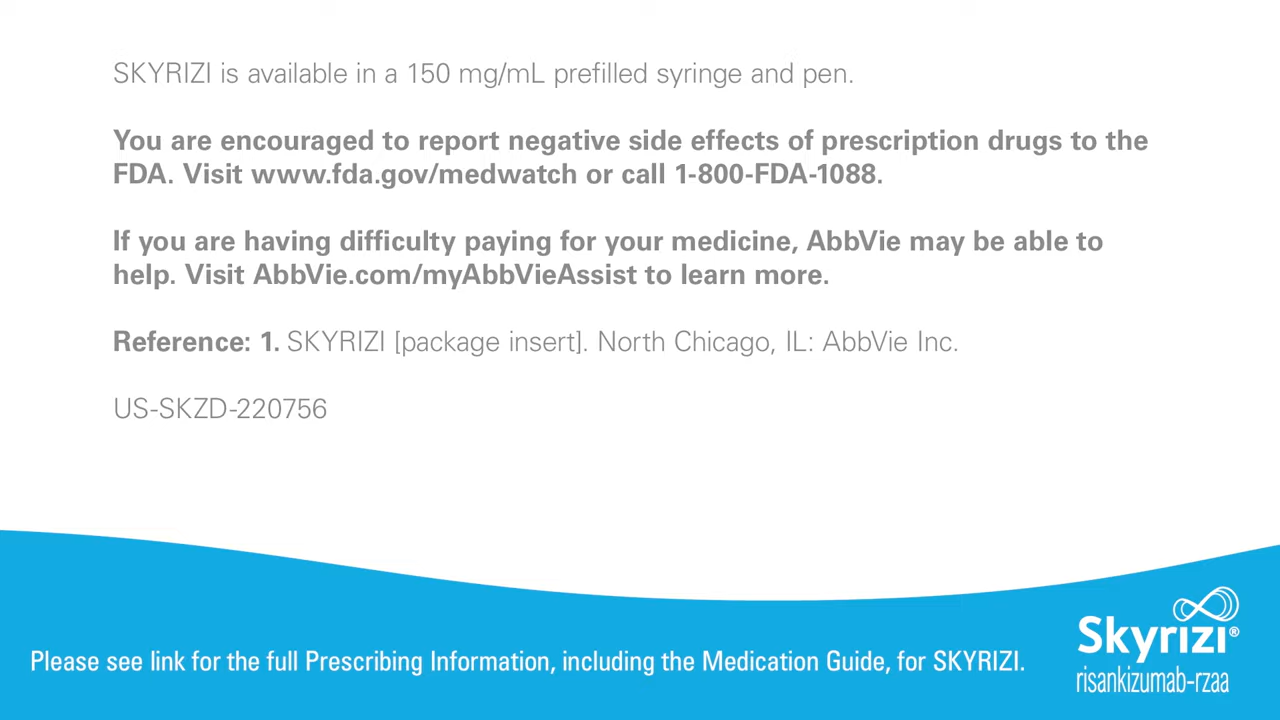 SKYRIZI is available in a 150 mg/mL prefilled syringe and pen.
You are encouraged to report negative side effects of prescription drugs to the
FDA. Visit www.fda.gov/medwatch or call 1-800-FDA-1088.
If you are having difficulty paying for your medicine, AbbVie may be able to
help. Visit AbbVie.com/myAbbVieAssist to learn more.
Reference: 1. SKYRIZI [package insert]. North Chicago, IL: AbbVie Inc.
US-SKZD-220756
Please see link for the full Prescribing Information, including the Medication Guide, for SKYRIZI.
Skyrizi®
risankizumab-rzaa